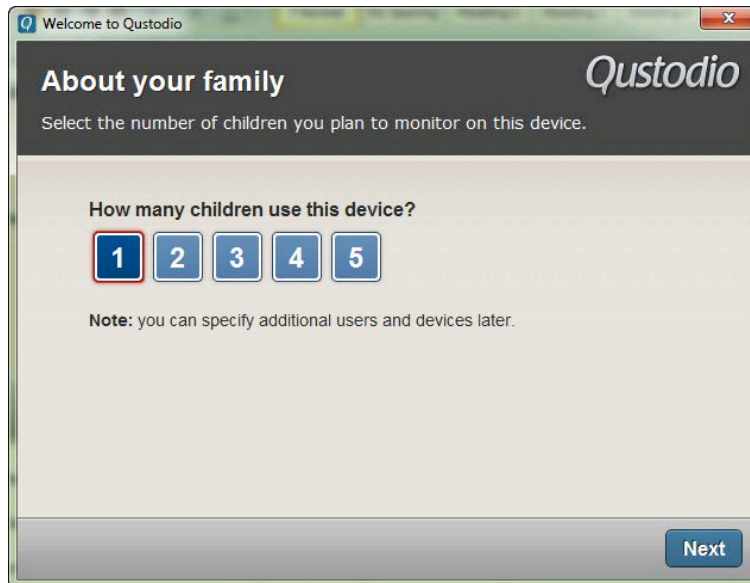 Welcome to Qustodio
About your family
Qustodio
Select the number of children you plan to monitor on this device.
How many children use this device?
1 2 3 4 5
Note: you can specify additional users and devices later.
Next